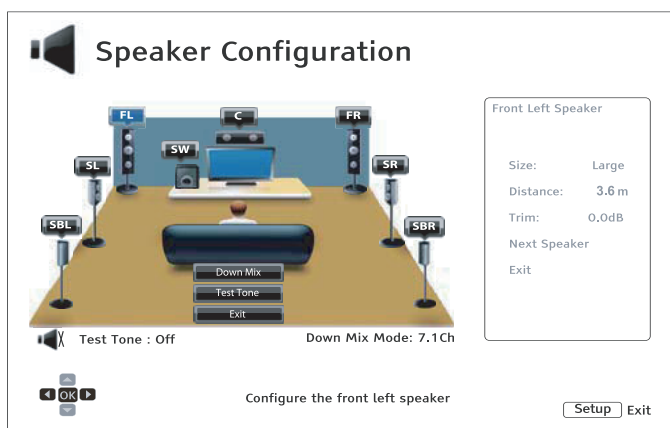 Speaker Configuration
FL
C
FR
SW
SL
SR
SBL
SBR
Down Mix
Test Tone
Exit
Test Tone : Off
Down Mix Mode: 7.1Ch
Front Left Speaker
Size: Large
Distance: 3.6 m
Trim: 0.0dB
Next Speaker
Exit
OK
Configure the front left speaker
Setup Exit